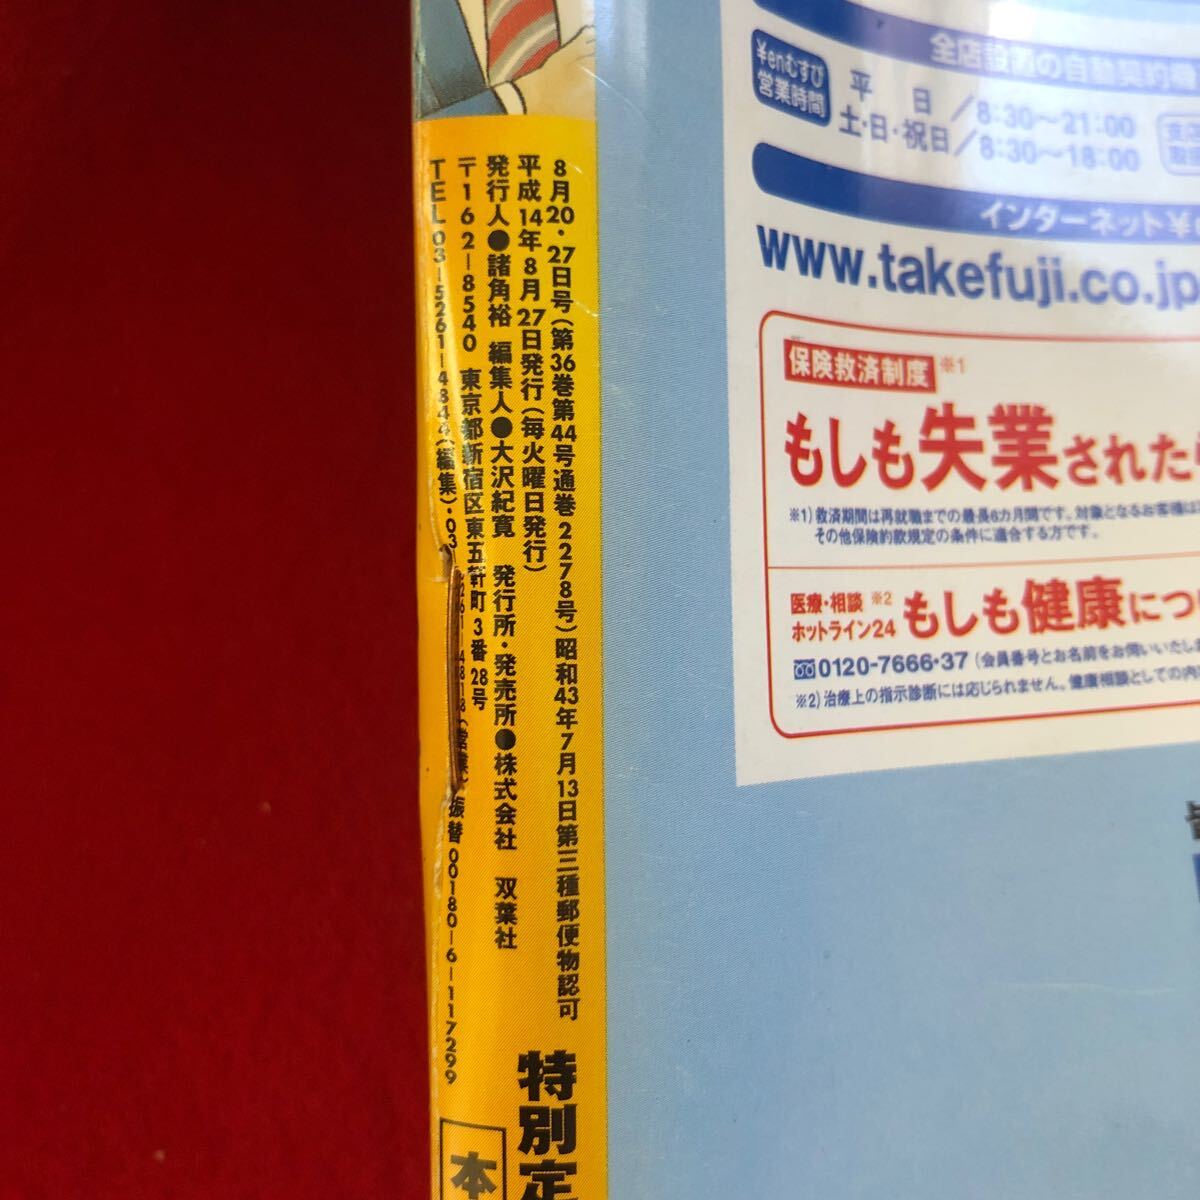 8月20・27日号(第36巻第44号通巻2278号)昭和43年7月13日第三種郵便物認可
平成14年8月27日発行(毎火曜日発行)
発行人●諸角裕 編集人●大沢紀寛 発行所・発売所●株式会社 双葉社
〒162-8540 東京都新宿区東五軒町3番28号
TEL03-5261-4844(編集)・03-5261-4818(営業) 振替00180-6-117299
特別定
本
全店設置の自動契約機
¥enむすび
営業時間
平日/8:30〜21:00
土・日・祝日/8:30〜18:00
インターネット¥
www.takefuji.co.jp
保険救済制度 ※1
もしも失業されたら
※1)救済期間は再就職までの最長6カ月間です。対象となるお客様は
その他保険約款規定の条件に適合する方です。
医療・相談 ※2
ホットライン24
もしも健康につ
0120-7666・37 (会員番号とお名前をお伺いいたしま
※2)治療上の指示診断には応じられません。健康相談としての内